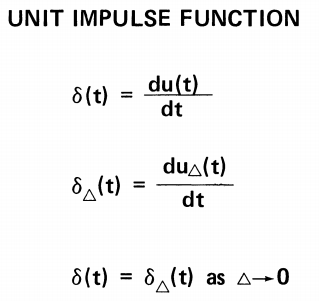 UNIT IMPULSE FUNCTION
δ(t) = du(t)/dt
δ△(t) = du△(t)/dt
δ(t) = δ△(t) as △→0